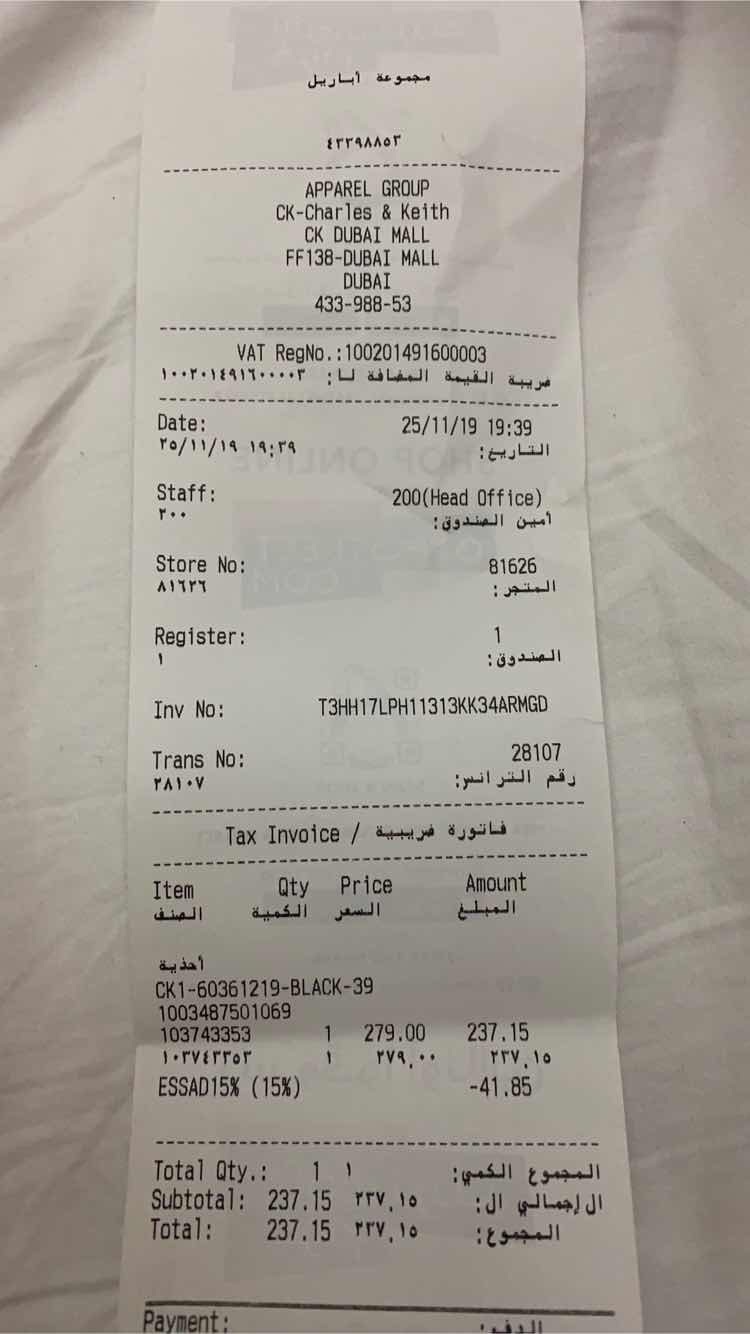 مجموعة أباريل
٤٣٣٩٨٨٥٣
APPAREL GROUP
CK-Charles & Keith
CK DUBAI MALL
FF138-DUBAI MALL
DUBAI
433-988-53
VAT RegNo.:100201491600003
ضريبة القيمة المضافة لا: ١٠٠٢٠١٤٩١٦٠٠٠٠٣
Date: 25/11/19 19:39
٢٥/١١/١٩ ١٩:٣٩ التاريخ:
Staff: 200(Head Office)
٢٠٠ أمين الصندوق:
Store No: 81626
٨١٦٢٦ المتجر:
Register: 1
١ الصندوق:
Inv No: T3HH17LPH11313KK34ARMGD
Trans No: 28107
٢٨١٠٧ رقم الترانس:
Tax Invoice / فاتورة ضريبية
Item Qty Price Amount
الصنف الكمية السعر المبلغ
أحذية
CK1-60361219-BLACK-39
1003487501069
103743353 1 279.00 237.15
١٠٣٧٤٣٣٥٣ ١ ٢٧٩,٠٠ ٢٣٧,١٥
ESSAD15% (15%) -41.85
Total Qty.: 1 ١ المجموع الكمي:
Subtotal: 237.15 ٢٣٧,١٥ الإجمالي ال:
Total: 237.15 ٢٣٧,١٥ المجموع:
Payment: